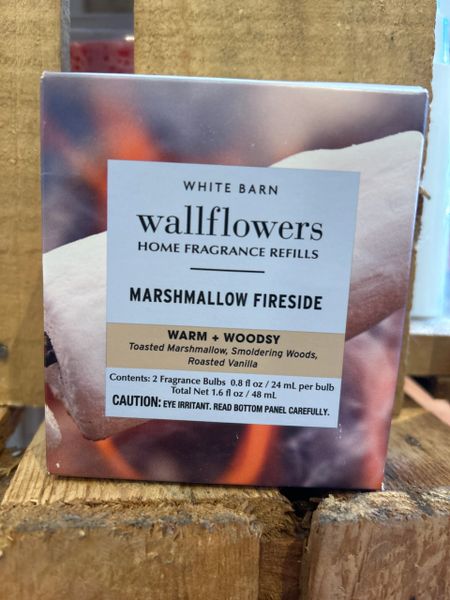 WHITE BARN
wallflowers
HOME FRAGRANCE REFILLS
MARSHMALLOW FIRESIDE
WARM + WOODSY
Toasted Marshmallow, Smoldering Woods,
Roasted Vanilla
Contents: 2 Fragrance Bulbs 0.8 fl oz / 24 mL per bulb
Total Net 1.6 fl oz / 48 mL
CAUTION: EYE IRRITANT. READ BOTTOM PANEL CAREFULLY.